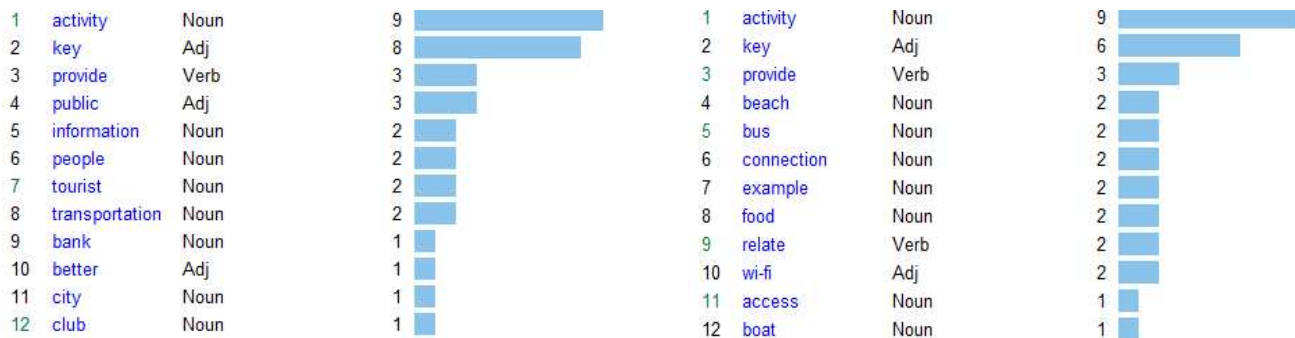 1 activity Noun 9
2 key Adj 8
3 provide Verb 3
4 public Adj 3
5 information Noun 2
6 people Noun 2
7 tourist Noun 2
8 transportation Noun 2
9 bank Noun 1
10 better Adj 1
11 city Noun 1
12 club Noun 1
1 activity Noun 9
2 key Adj 6
3 provide Verb 3
4 beach Noun 2
5 bus Noun 2
6 connection Noun 2
7 example Noun 2
8 food Noun 2
9 relate Verb 2
10 wi-fi Adj 2
11 access Noun 1
12 boat Noun 1